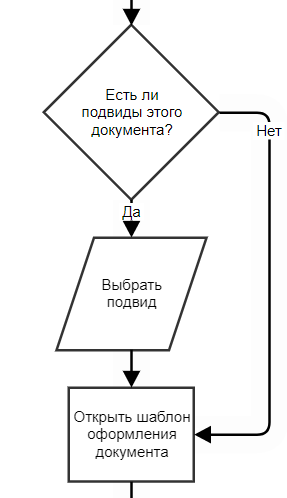 Есть ли
подвиды этого
документа?
Нет
Да
Выбрать
подвид
Открыть шаблон
оформления
документа